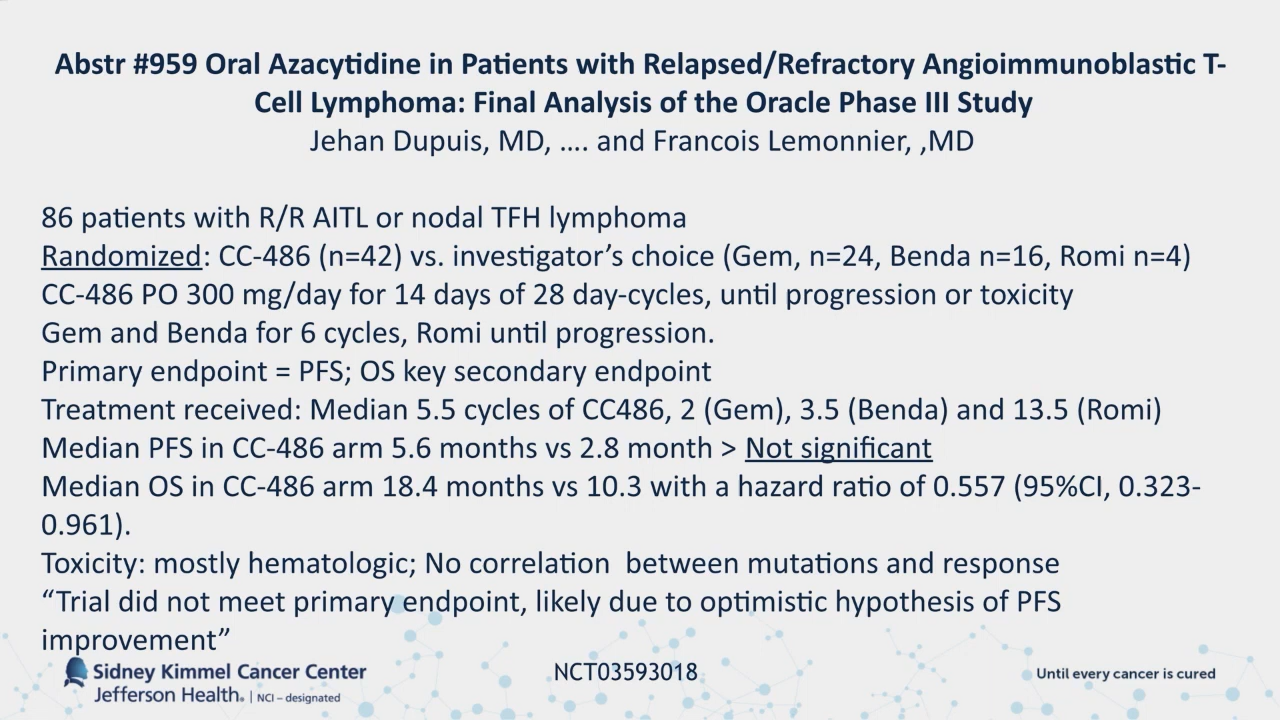 Abstr #959 Oral Azacytidine in Patients with Relapsed/Refractory Angioimmunoblastic T-
Cell Lymphoma: Final Analysis of the Oracle Phase III Study
Jehan Dupuis, MD, …. and Francois Lemonnier, ,MD
86 patients with R/R AITL or nodal TFH lymphoma
Randomized: CC-486 (n=42) vs. investigator’s choice (Gem, n=24, Benda n=16, Romi n=4)
CC-486 PO 300 mg/day for 14 days of 28 day-cycles, until progression or toxicity
Gem and Benda for 6 cycles, Romi until progression.
Primary endpoint = PFS; OS key secondary endpoint
Treatment received: Median 5.5 cycles of CC486, 2 (Gem), 3.5 (Benda) and 13.5 (Romi)
Median PFS in CC-486 arm 5.6 months vs 2.8 month > Not significant
Median OS in CC-486 arm 18.4 months vs 10.3 with a hazard ratio of 0.557 (95%CI, 0.323-
0.961).
Toxicity: mostly hematologic; No correlation  between mutations and response
“Trial did not meet primary endpoint, likely due to optimistic hypothesis of PFS
improvement”
Sidney Kimmel Cancer Center
Jefferson Health. | NCI – designated
NCT03593018
Until every cancer is cured